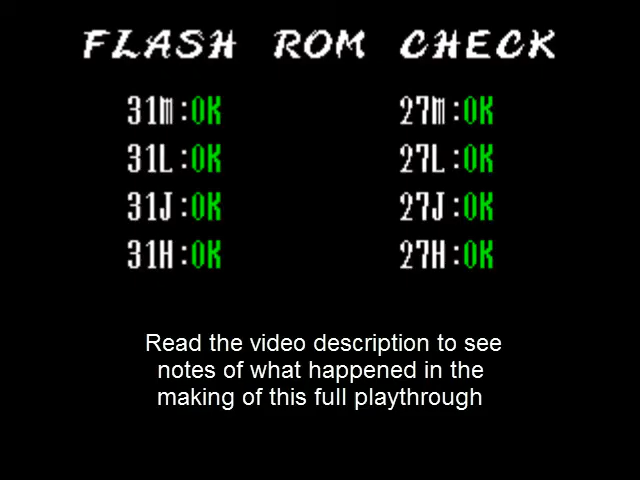 FLASH ROM CHECK
31M:OK 27M:OK
31L:OK 27L:OK
31J:OK 27J:OK
31H:OK 27H:OK
Read the video description to see
notes of what happened in the
making of this full playthrough